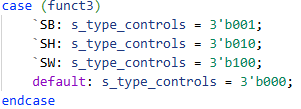 case (funct3)
    `SB: s_type_controls = 3'b001;
    `SH: s_type_controls = 3'b010;
    `SW: s_type_controls = 3'b100;
    default: s_type_controls = 3'b000;
endcase